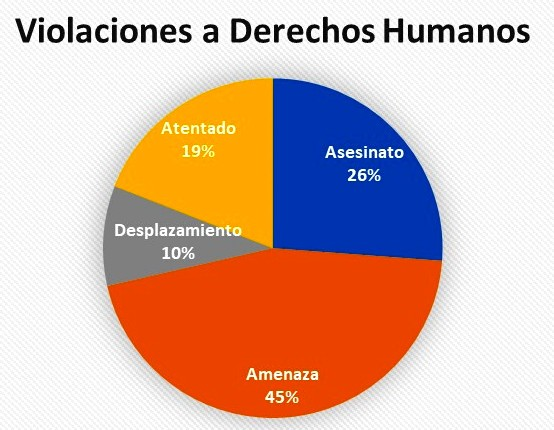 Violaciones a Derechos Humanos
Atentado
19%
Asesinato
26%
Desplazamiento
10%
Amenaza
45%